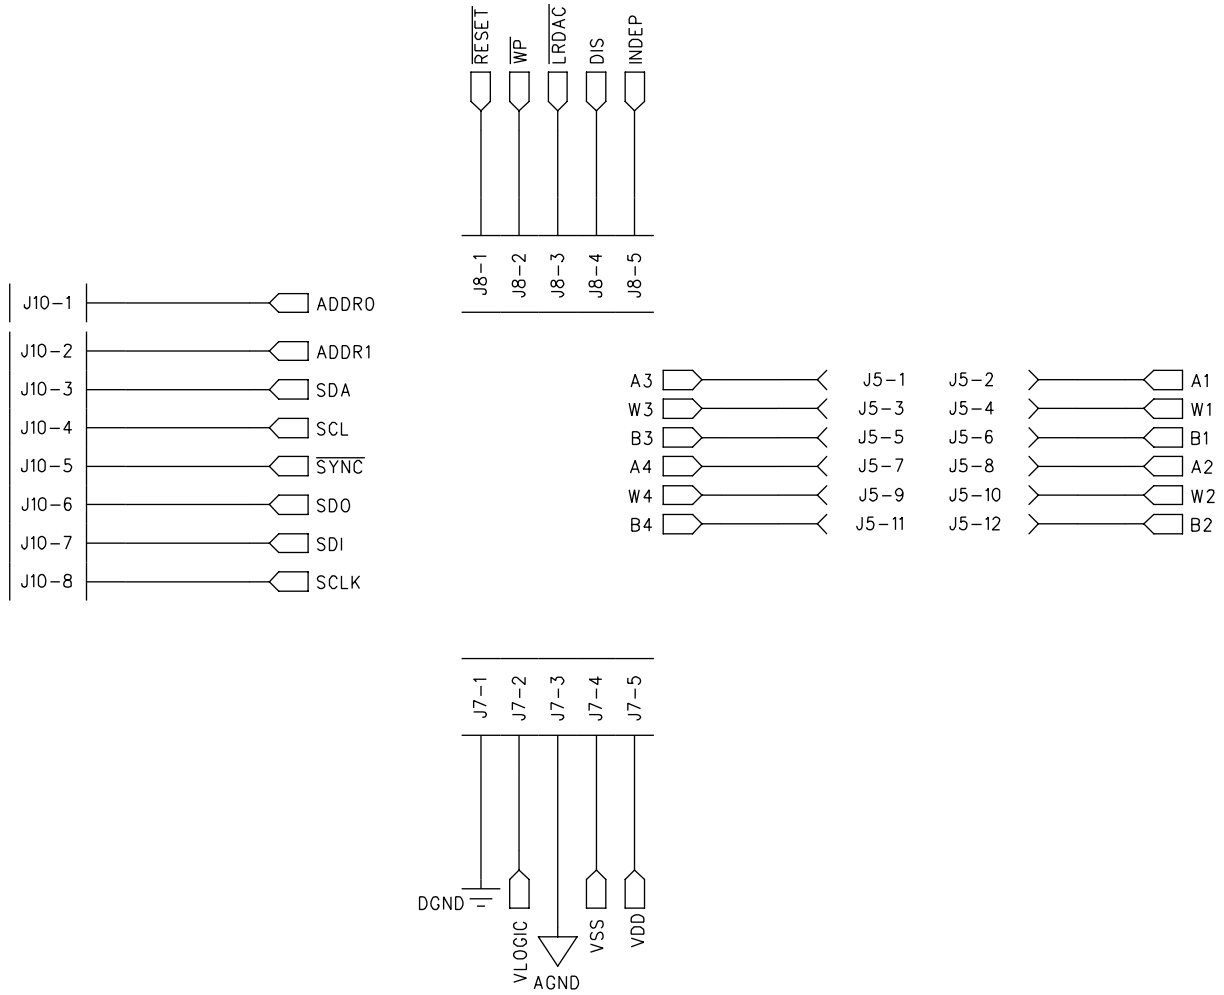 RESET
WP
LRDAC
DIS
INDEP
J8-1
J8-2
J8-3
J8-4
J8-5
J10-1 ADDR0
J10-2 ADDR1
J10-3 SDA
J10-4 SCL
J10-5 SYNC
J10-6 SDO
J10-7 SDI
J10-8 SCLK
A3 J5-1 J5-2 A1
W3 J5-3 J5-4 W1
B3 J5-5 J5-6 B1
A4 J5-7 J5-8 A2
W4 J5-9 J5-10 W2
B4 J5-11 J5-12 B2
J7-1
J7-2
J7-3
J7-4
J7-5
DGND
VLOGIC
AGND
VSS
VDD